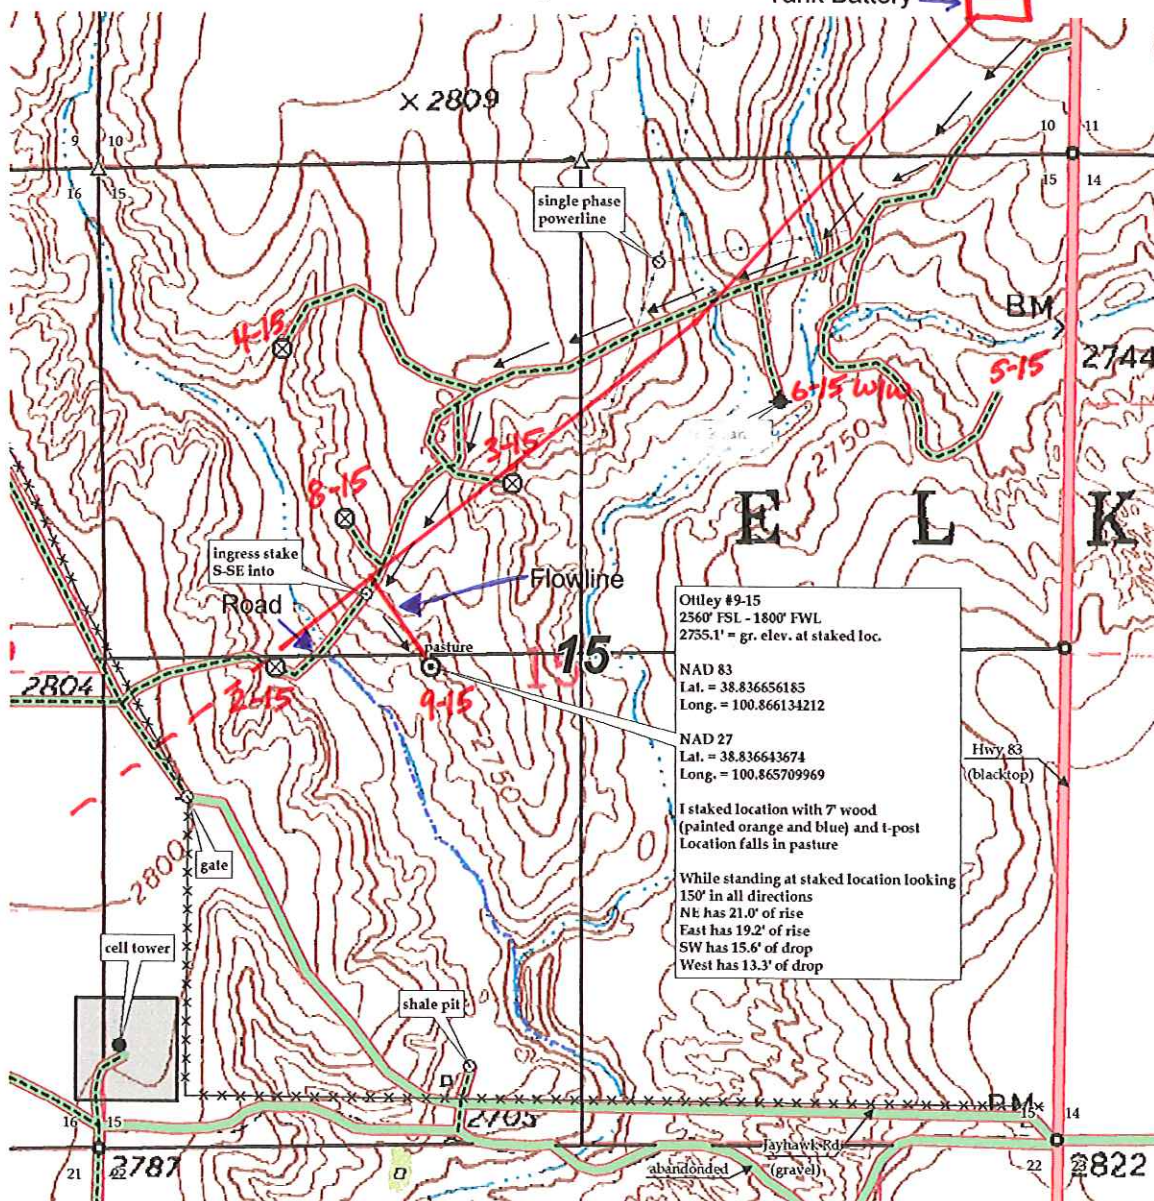 Tank Battery
× 2809
9 10
16 15
10 11
15 14
single phase
powerline
BM
2744
4-15
5-15
6-15 WIW
2750
3-15
8-15
E L K
ingress stake
S-SE into
Flowline
Road
pasture
15
2804
2-15
9-15
2750
Ottley #9-15
2560' FSL - 1800' FWL
2735.1' = gr. elev. at staked loc.
NAD 83
Lat. = 38.836656185
Long. = 100.866134212
NAD 27
Lat. = 38.836643674
Long. = 100.865709969
I staked location with 7' wood
(painted orange and blue) and t-post
Location falls in pasture
While standing at staked location looking
150' in all directions
NE has 21.0' of rise
East has 19.2' of rise
SW has 15.6' of drop
West has 13.3' of drop
Hwy 83
(blacktop)
gate
2800
cell tower
shale pit
2705
BM
16 15
15 14
Jayhawk Rd
(gravel)
abandonded
21 22
2787
22 23
2822